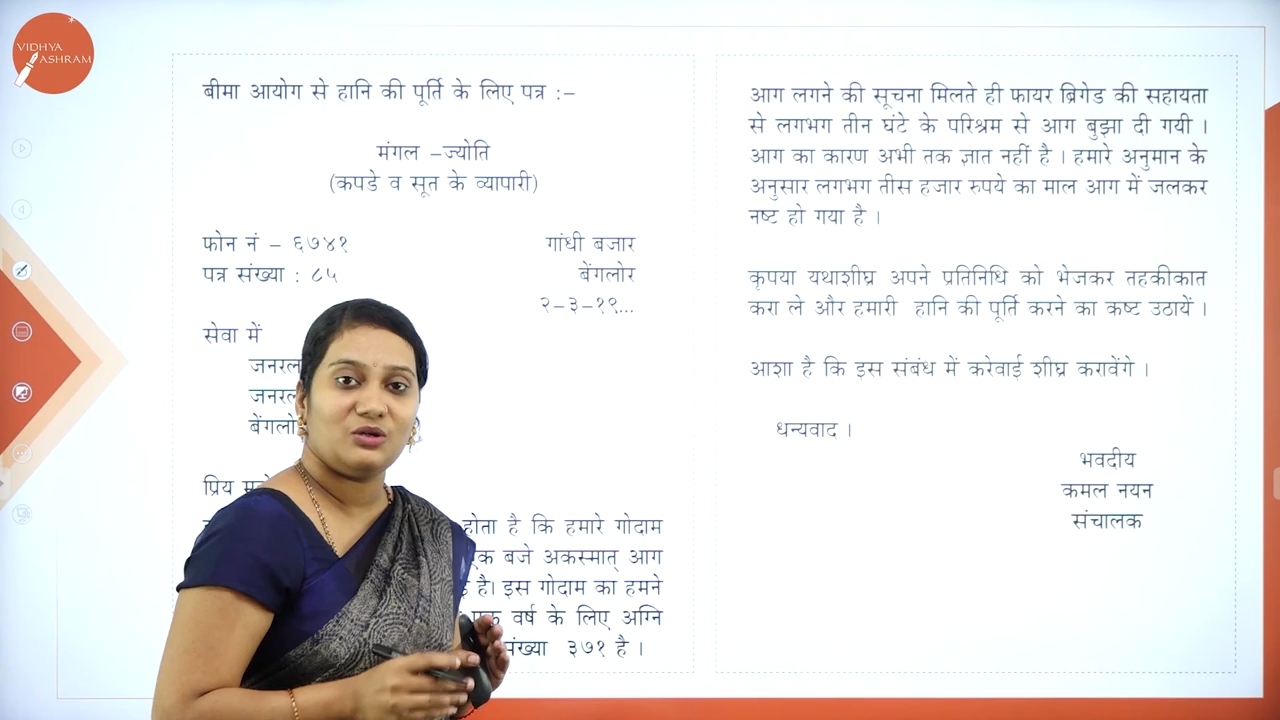 VIDHYA
ASHRAM
बीमा आयोग से हानि की पूर्ति के लिए पत्र :–
मंगल –ज्योति
(कपडे व सूत के व्यापारी)
फोन नं – ६७४१
गांधी बजार
पत्र संख्या : ८५
बेंगलोर
२–३–१९...
सेवा में
जनरल
जनरल
बेंगलो
प्रिय
होता है कि हमारे गोदाम
एक बजे अकस्मात् आग
है। इस गोदाम का हमने
एक वर्ष के लिए अग्नि
संख्या ३७१ है ।
आग लगने की सूचना मिलते ही फायर ब्रिगेड की सहायता
से लगभग तीन घंटे के परिश्रम से आग बुझा दी गयी ।
आग का कारण अभी तक ज्ञात नहीं है । हमारे अनुमान के
अनुसार लगभग तीस हजार रुपये का माल आग में जलकर
नष्ट हो गया है ।
कृपया यथाशीघ्र अपने प्रतिनिधि को भेजकर तहकीकात
करा ले और हमारी हानि की पूर्ति करने का कष्ट उठायें ।
आशा है कि इस संबंध में करेवाई शीघ्र करावेंगे ।
धन्यवाद ।
भवदीय
कमल नयन
संचालक